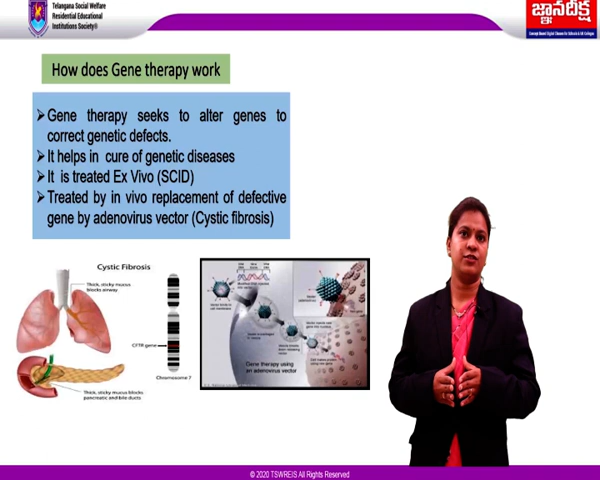 Telangana Social Welfare
Residential Educational
Institutions Society®
జ్ఞానదీక్ష
How does Gene therapy work
➤Gene therapy seeks to alter genes to
correct genetic defects.
➤It helps in cure of genetic diseases
➤It is treated Ex Vivo (SCID)
➤Treated by in vivo replacement of defective
gene by adenovirus vector (Cystic fibrosis)
Cystic Fibrosis
Thick, sticky mucus
blocks airway
CFTR gene
Chromosome 7
Thick, sticky mucus blocks
pancreatic and bile ducts
Gene therapy using
an adenovirus vector
© 2020 TSWREIS All Rights Reserved